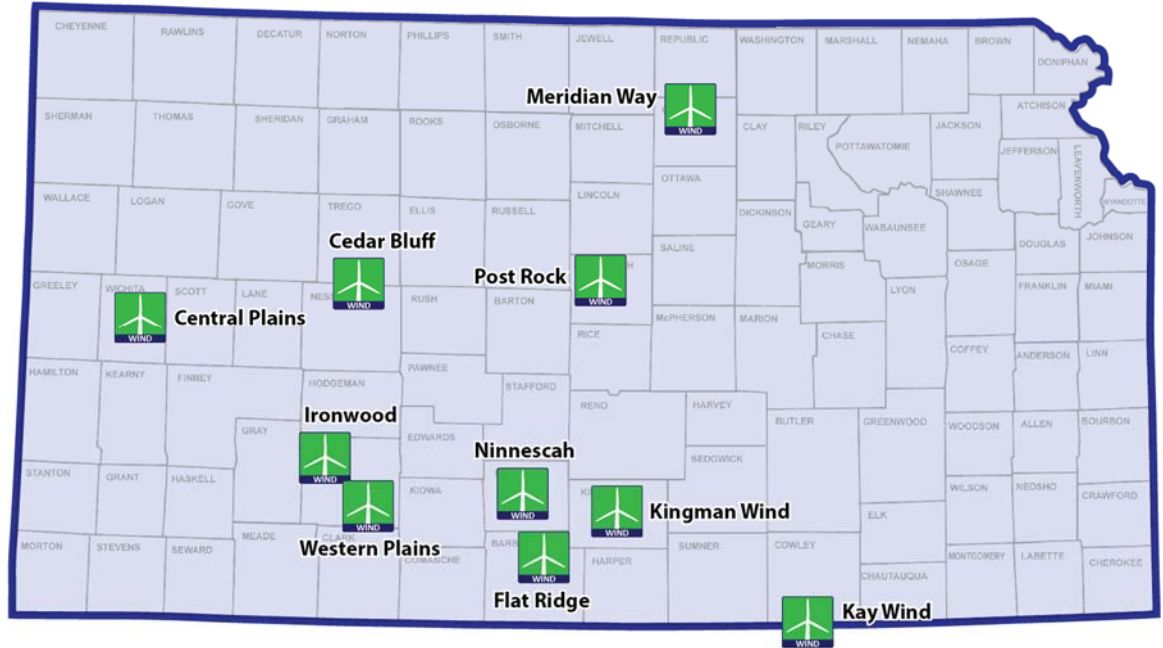 CHEYENNE
RAWLINS
DECATUR
NORTON
PHILLIPS
SMITH
JEWELL
REPUBLIC
WASHINGTON
MARSHALL
NEMAHA
BROWN
DONIPHAN
Meridian Way
WIND
SHERMAN
THOMAS
SHERIDAN
GRAHAM
ROOKS
OSBORNE
MITCHELL
CLAY
RILEY
POTTAWATOMIE
JACKSON
ATCHISON
JEFFERSON
LEAVENWORTH
WYANDOTTE
WALLACE
LOGAN
GOVE
TREGO
ELLIS
RUSSELL
LINCOLN
OTTAWA
DICKINSON
GEARY
WABAUNSEE
SHAWNEE
DOUGLAS
JOHNSON
Cedar Bluff
WIND
Post Rock
WIND
SALINE
MORRIS
OSAGE
GREELEY
WICHITA
SCOTT
LANE
NESS
RUSH
BARTON
LYON
FRANKLIN
MIAMI
WIND
Central Plains
RICE
McPHERSON
MARION
CHASE
COFFEY
ANDERSON
LINN
HAMILTON
KEARNY
FINNEY
HODGEMAN
PAWNEE
STAFFORD
RENO
HARVEY
BUTLER
GREENWOOD
WOODSON
ALLEN
BOURBON
Ironwood
WIND
GRAY
EDWARDS
Ninnescah
WIND
SEDGWICK
STANTON
GRANT
HASKELL
KIOWA
WILSON
NEOSHO
CRAWFORD
WIND
Western Plains
WIND
Kingman Wind
ELK
MORTON
STEVENS
SEWARD
MEADE
CLARK
COMANCHE
BARB
HARPER
SUMNER
COWLEY
CHAUTAUQUA
MONTGOMERY
LABETTE
CHEROKEE
WIND
Flat Ridge
WIND
Kay Wind